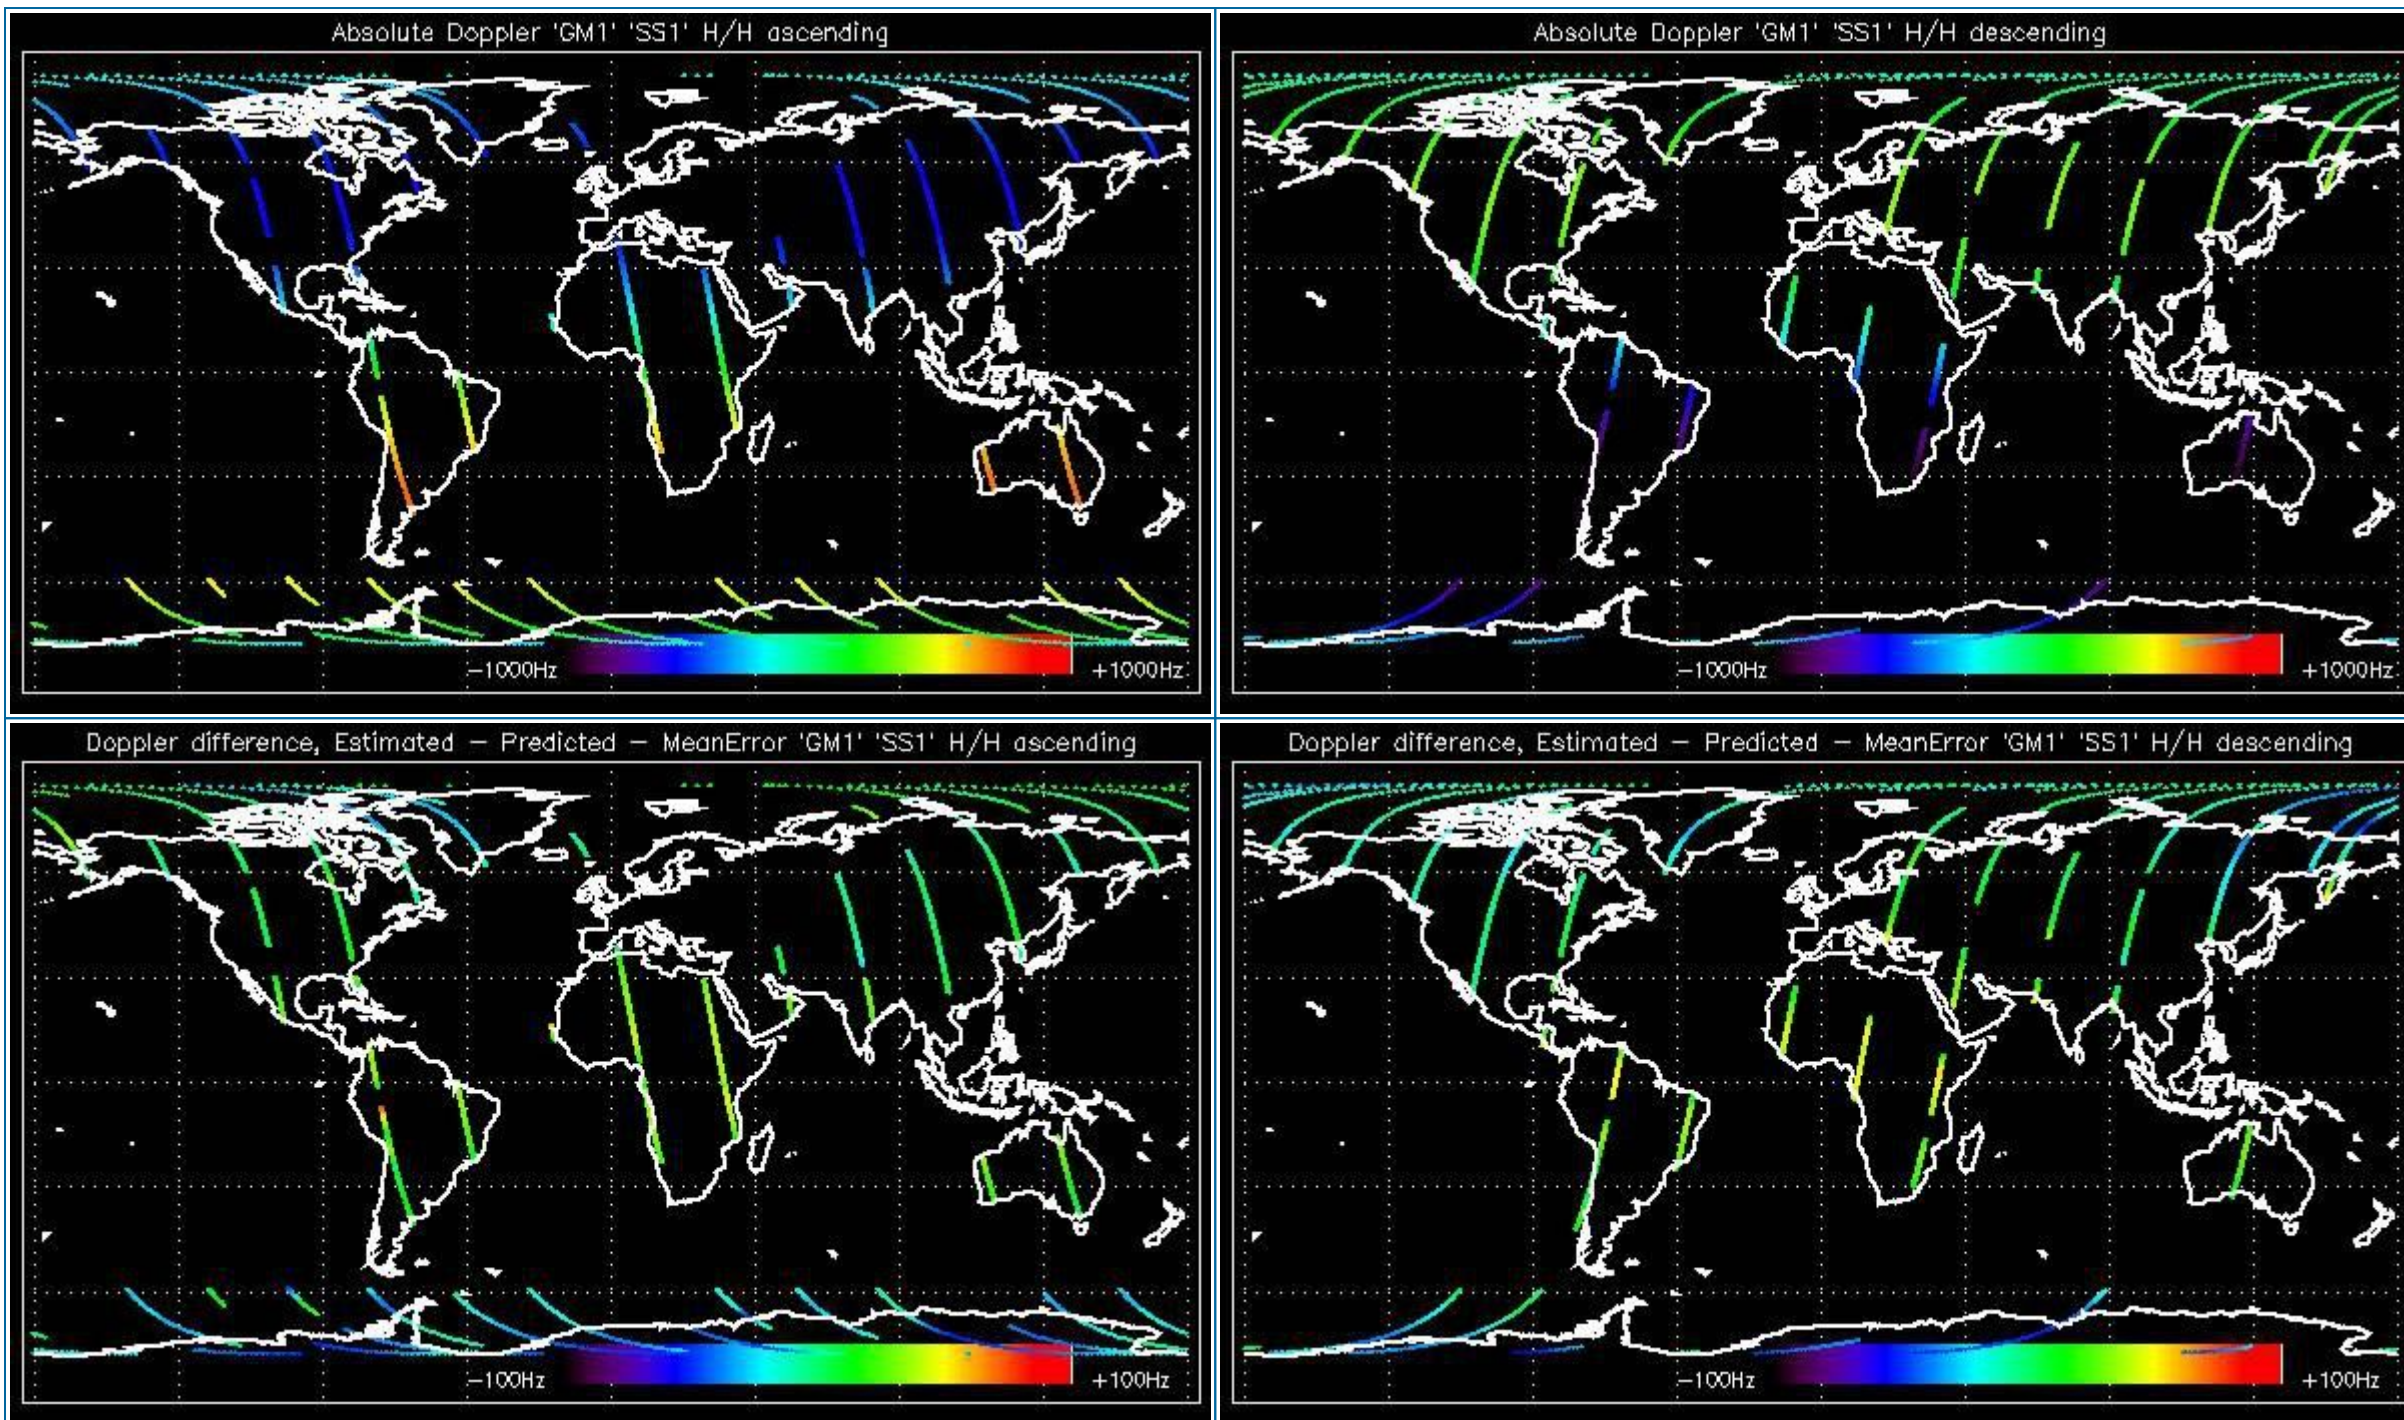 Absolute Doppler 'GM1' 'SS1' H/H ascending
-1000Hz
+1000Hz
Absolute Doppler 'GM1' 'SS1' H/H descending
-1000Hz
+1000Hz
Doppler difference, Estimated - Predicted - MeanError 'GM1' 'SS1' H/H ascending
-100Hz
+100Hz
Doppler difference, Estimated - Predicted - MeanError 'GM1' 'SS1' H/H descending
-100Hz
+100Hz